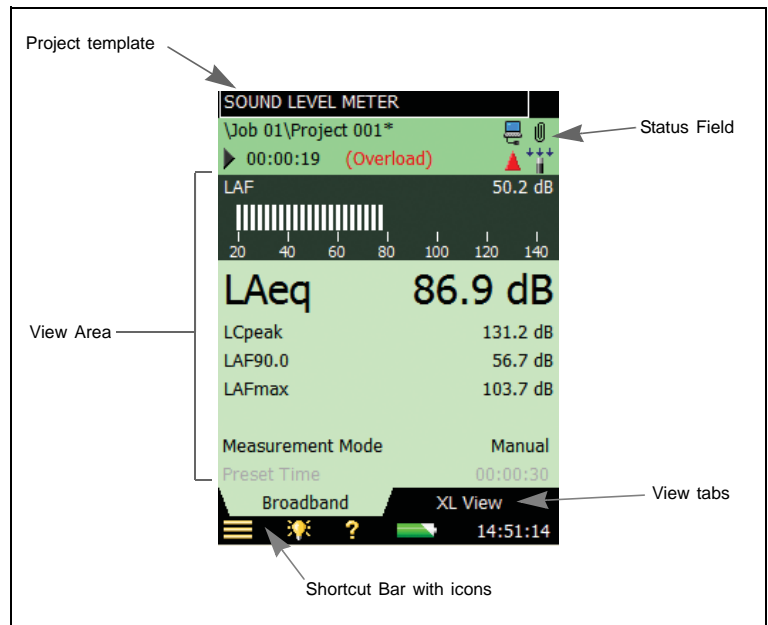 Project template
SOUND LEVEL METER
\Job 01\Project 001*
Status Field
00:00:19 (Overload)
LAF 50.2 dB
20 40 60 80 100 120 140
LAeq 86.9 dB
View Area
LCpeak 131.2 dB
LAF90.0 56.7 dB
LAFmax 103.7 dB
Measurement Mode Manual
Preset Time 00:00:30
View tabs
Broadband XL View
? 14:51:14
Shortcut Bar with icons